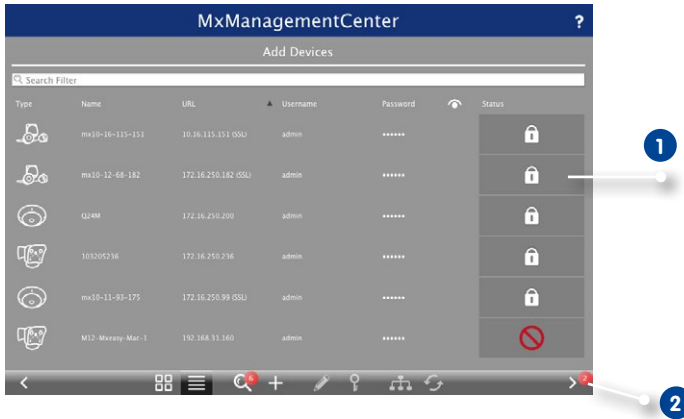 MxManagementCenter ?
Add Devices
Search Filter
Type Name URL Username Password Status
mx10-16-115-151 10.16.115.151 (SSL) admin ••••••
mx10-12-68-182 172.16.250.182 (SSL) admin ••••••
Q24M 172.16.250.200 admin ••••••
103205236 172.16.250.236 admin ••••••
mx10-11-93-175 172.16.250.99 (SSL) admin ••••••
M12-Mxeasy-Mac-1 192.168.31.160 admin ••••••
6
2
1
2